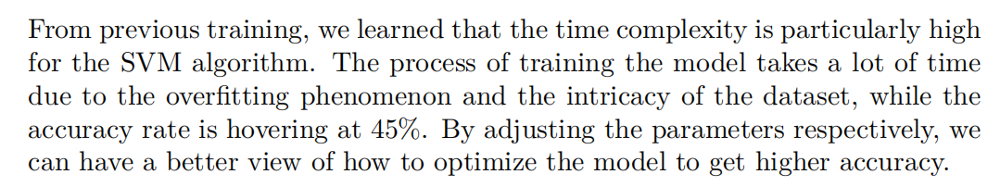 From previous training, we learned that the time complexity is particularly high
for the SVM algorithm. The process of training the model takes a lot of time
due to the overfitting phenomenon and the intricacy of the dataset, while the
accuracy rate is hovering at 45%. By adjusting the parameters respectively, we
can have a better view of how to optimize the model to get higher accuracy.